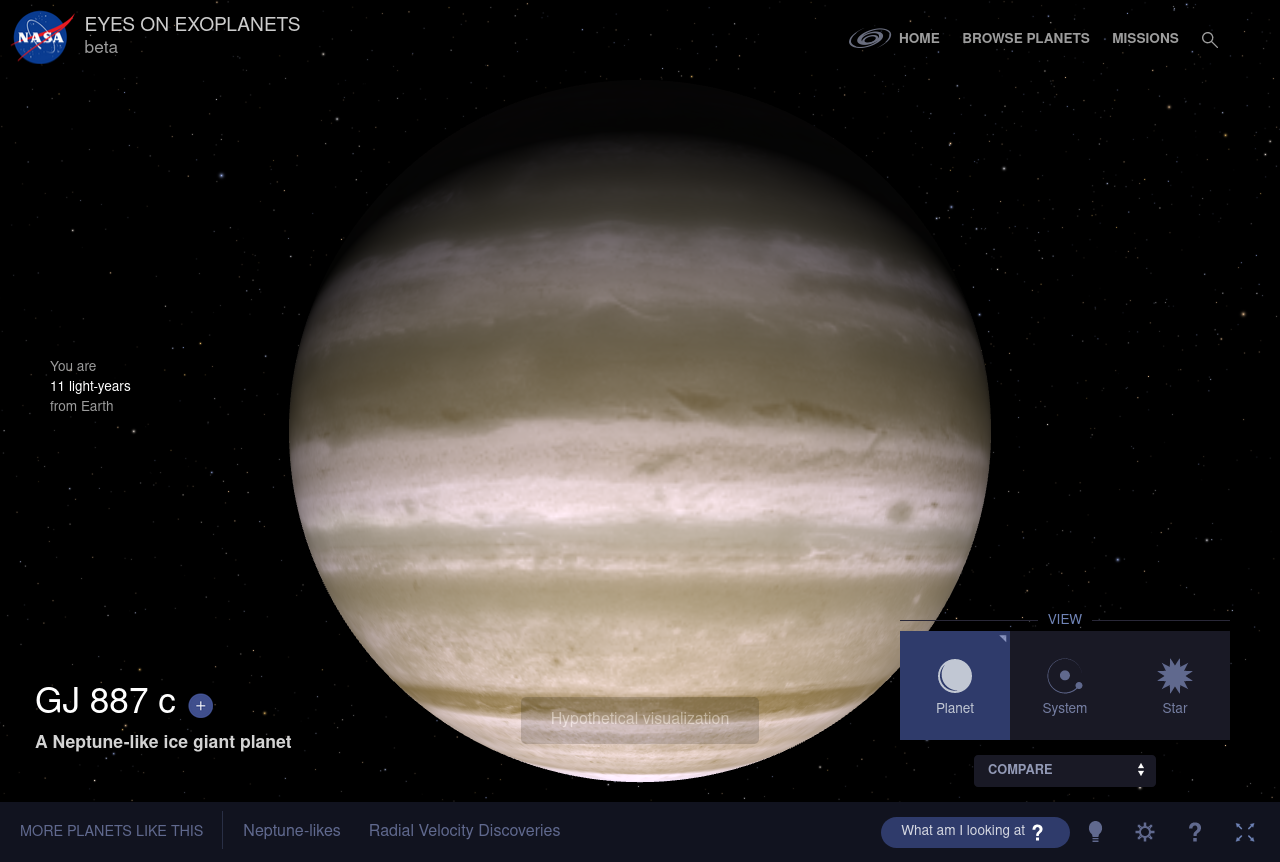 NASA
EYES ON EXOPLANETS
beta
HOME
BROWSE PLANETS
MISSIONS
You are
11 light-years
from Earth
VIEW
Planet
System
Star
COMPARE
GJ 887 c +
A Neptune-like ice giant planet
Hypothetical visualization
MORE PLANETS LIKE THIS
Neptune-likes
Radial Velocity Discoveries
What am I looking at ?
?